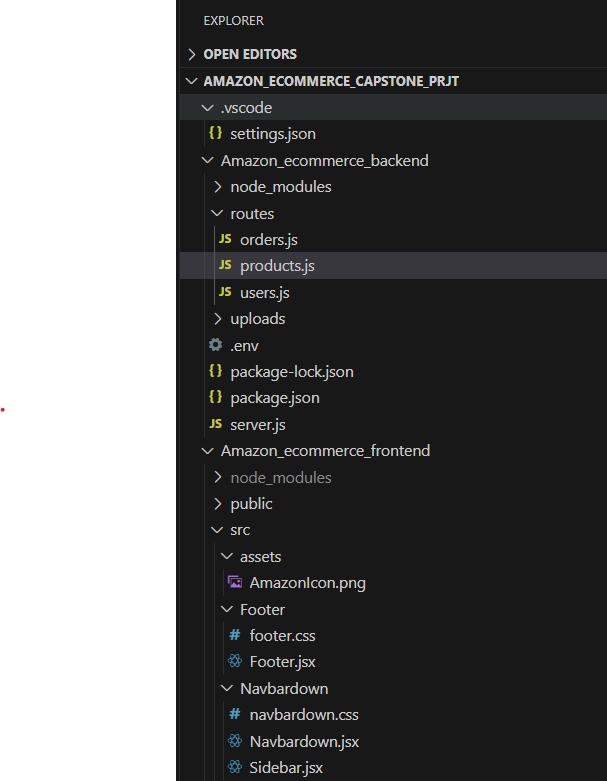 EXPLORER
OPEN EDITORS
AMAZON_ECOMMERCE_CAPSTONE_PRJT
.vscode
{} settings.json
Amazon_ecommerce_backend
node_modules
routes
JS orders.js
JS products.js
JS users.js
uploads
.env
{} package-lock.json
{} package.json
JS server.js
Amazon_ecommerce_frontend
node_modules
public
src
assets
AmazonIcon.png
Footer
# footer.css
Footer.jsx
Navbardown
# navbardown.css
Navbardown.jsx
Sidebar.jsx